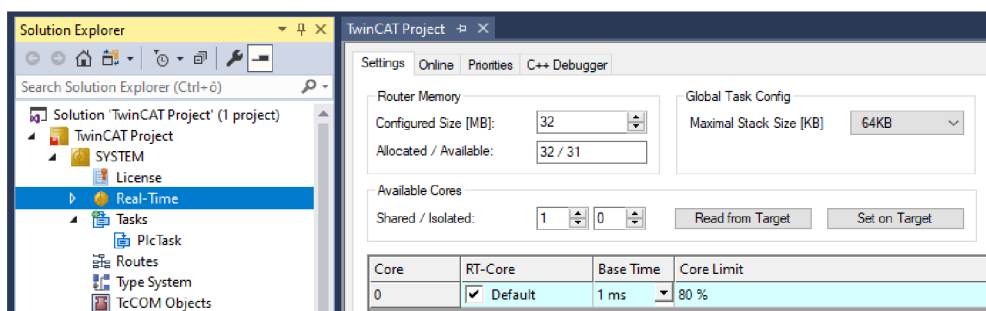 Solution Explorer
Search Solution Explorer (Ctrl+ô)
Solution 'TwinCAT Project' (1 project)
TwinCAT Project
SYSTEM
License
Real-Time
Tasks
PlcTask
Routes
Type System
TcCOM Objects
TwinCAT Project
Settings Online Priorities C++ Debugger
Router Memory
Configured Size [MB]: 32
Allocated / Available: 32 / 31
Global Task Config
Maximal Stack Size [KB] 64KB
Available Cores
Shared / Isolated: 1 0 Read from Target Set on Target
Core RT-Core Base Time Core Limit
0 Default 1 ms 80 %